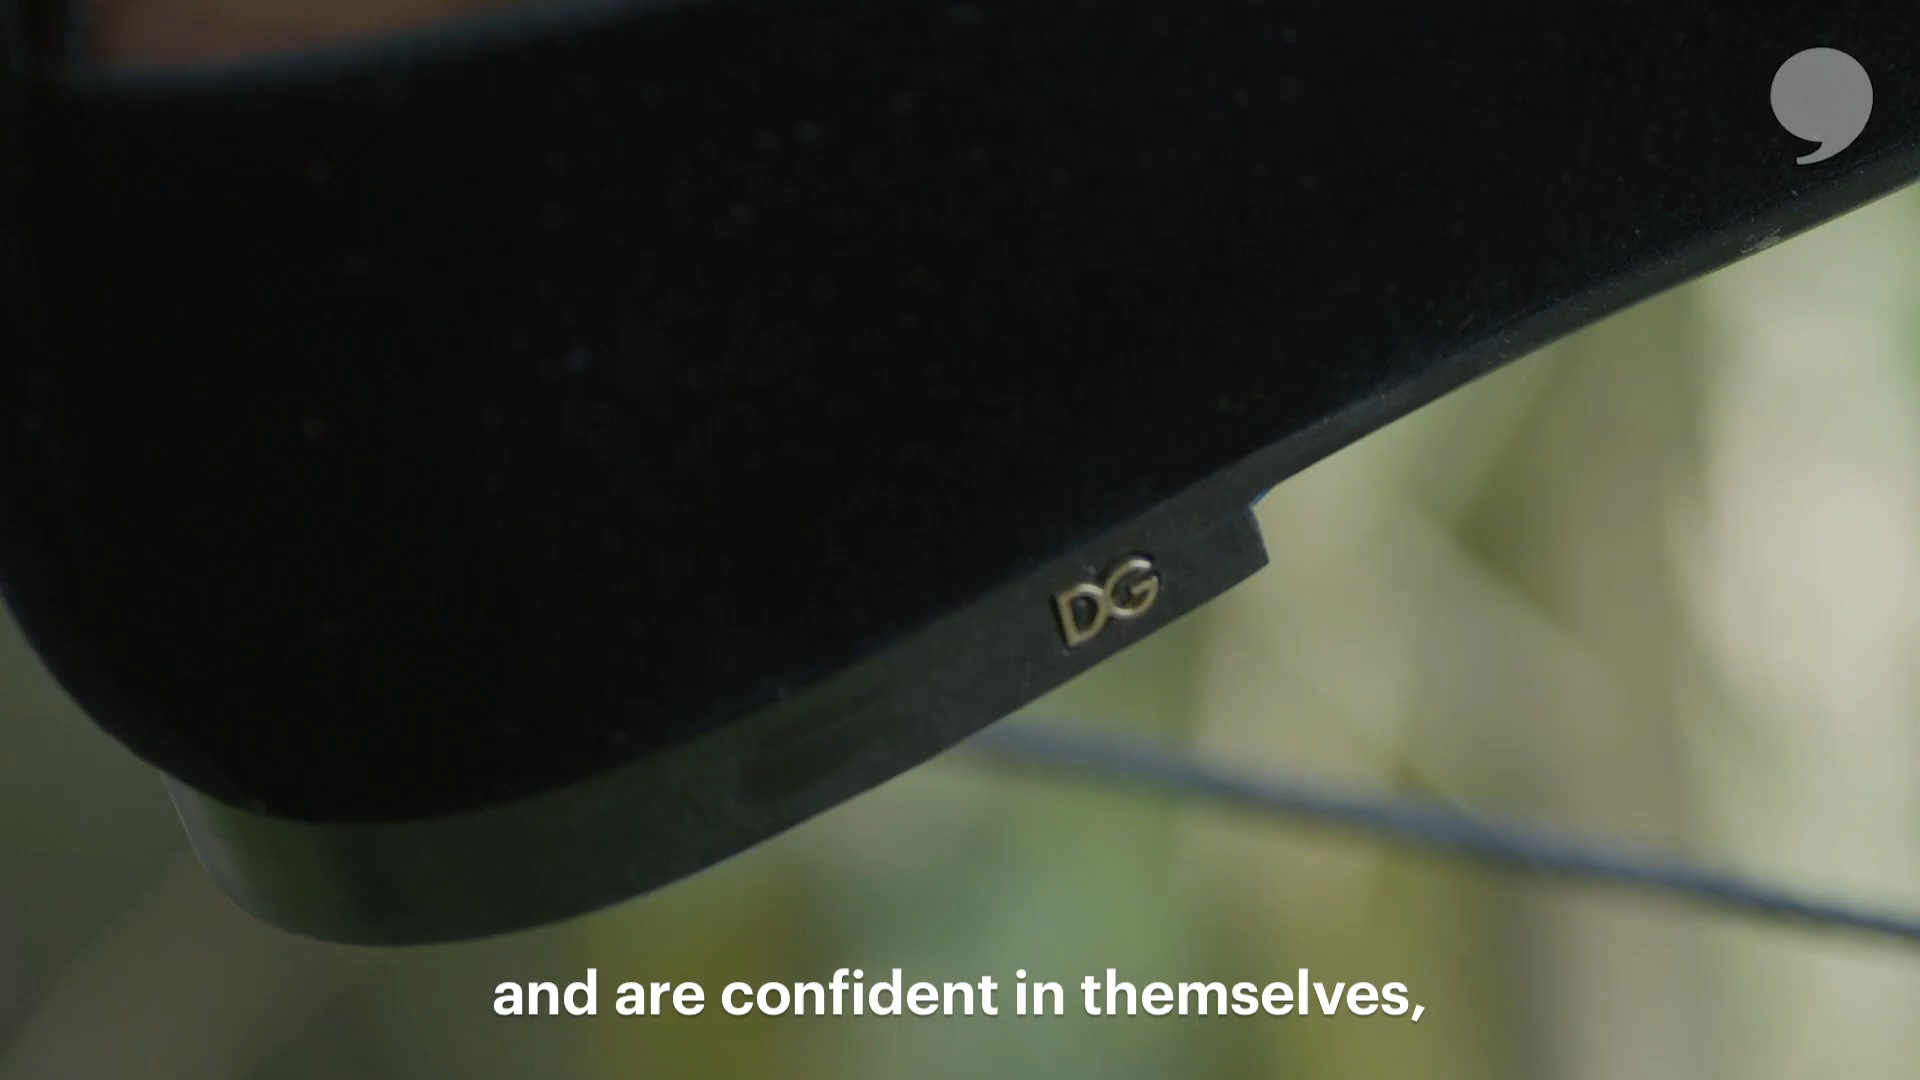 DG
and are confident in themselves,